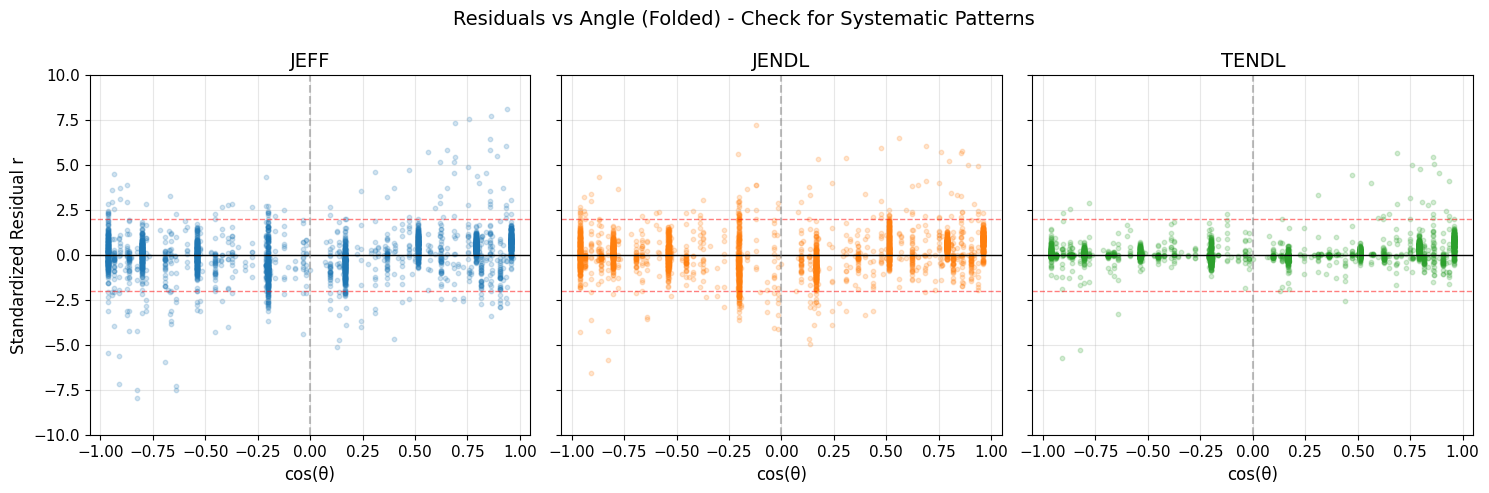 Residuals vs Angle (Folded) - Check for Systematic Patterns
JEFF
JENDL
TENDL
Standardized Residual r
10.0
7.5
5.0
2.5
0.0
−2.5
−5.0
−7.5
−10.0
−1.00 −0.75 −0.50 −0.25 0.00 0.25 0.50 0.75 1.00
−1.00 −0.75 −0.50 −0.25 0.00 0.25 0.50 0.75 1.00
−1.00 −0.75 −0.50 −0.25 0.00 0.25 0.50 0.75 1.00
cos(θ)
cos(θ)
cos(θ)